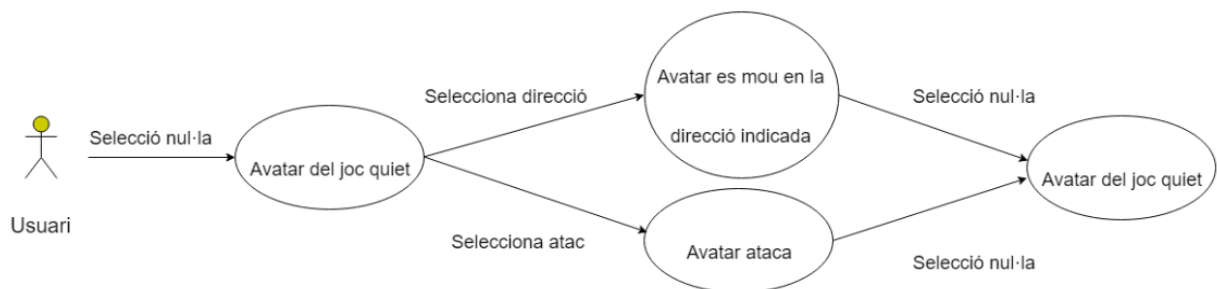 Usuari
Selecció nul·la
Avatar del joc quiet
Selecciona direcció
Selecciona atac
Avatar es mou en la
direcció indicada
Avatar ataca
Selecció nul·la
Selecció nul·la
Avatar del joc quiet